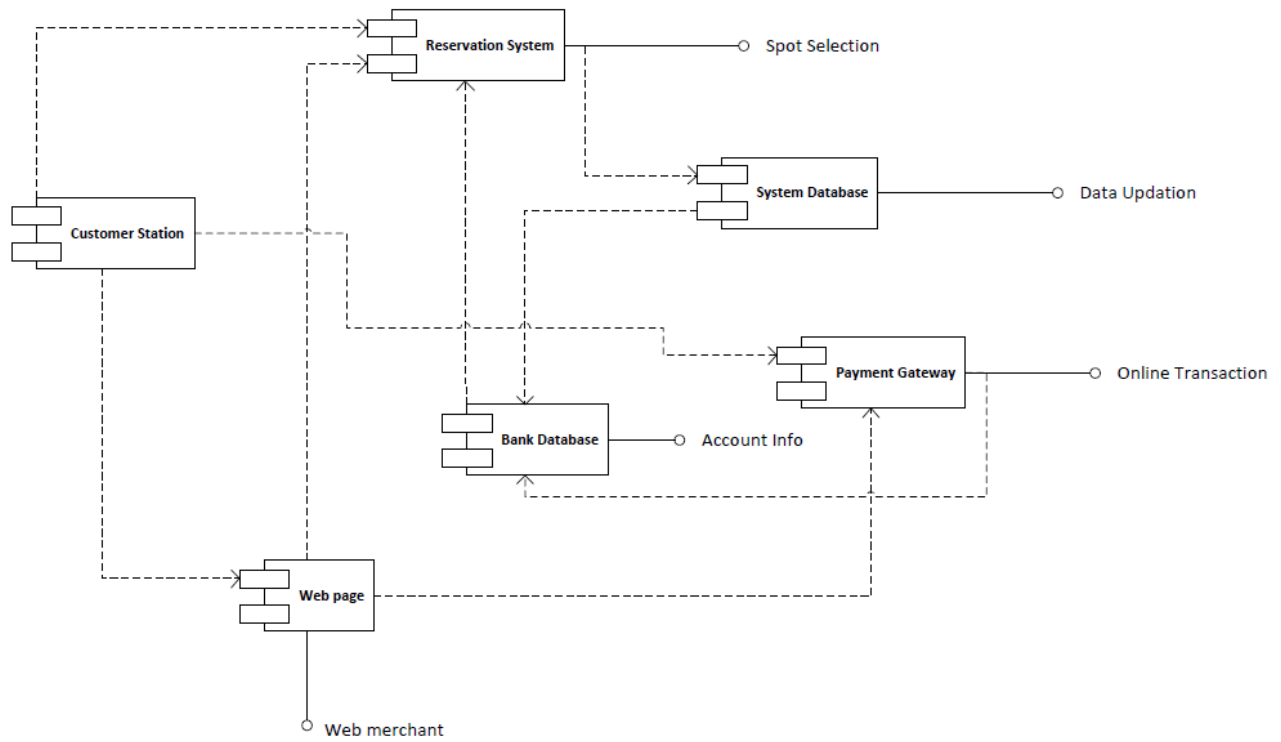 Reservation System
Spot Selection
System Database
Data Updation
Customer Station
Payment Gateway
Online Transaction
Bank Database
Account Info
Web page
Web merchant